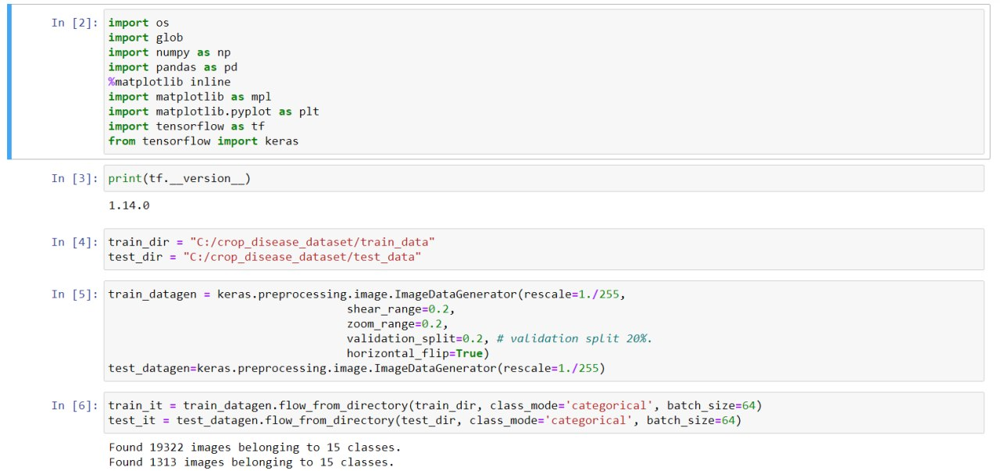 In [2]: import os
import glob
import numpy as np
import pandas as pd
%matplotlib inline
import matplotlib as mpl
import matplotlib.pyplot as plt
import tensorflow as tf
from tensorflow import keras
In [3]: print(tf.__version__)
1.14.0
In [4]: train_dir = "C:/crop_disease_dataset/train_data"
test_dir = "C:/crop_disease_dataset/test_data"
In [5]: train_datagen = keras.preprocessing.image.ImageDataGenerator(rescale=1./255,
shear_range=0.2,
zoom_range=0.2,
validation_split=0.2, # validation split 20%.
horizontal_flip=True)
test_datagen=keras.preprocessing.image.ImageDataGenerator(rescale=1./255)
In [6]: train_it = train_datagen.flow_from_directory(train_dir, class_mode='categorical', batch_size=64)
test_it = test_datagen.flow_from_directory(test_dir, class_mode='categorical', batch_size=64)
Found 19322 images belonging to 15 classes.
Found 1313 images belonging to 15 classes.